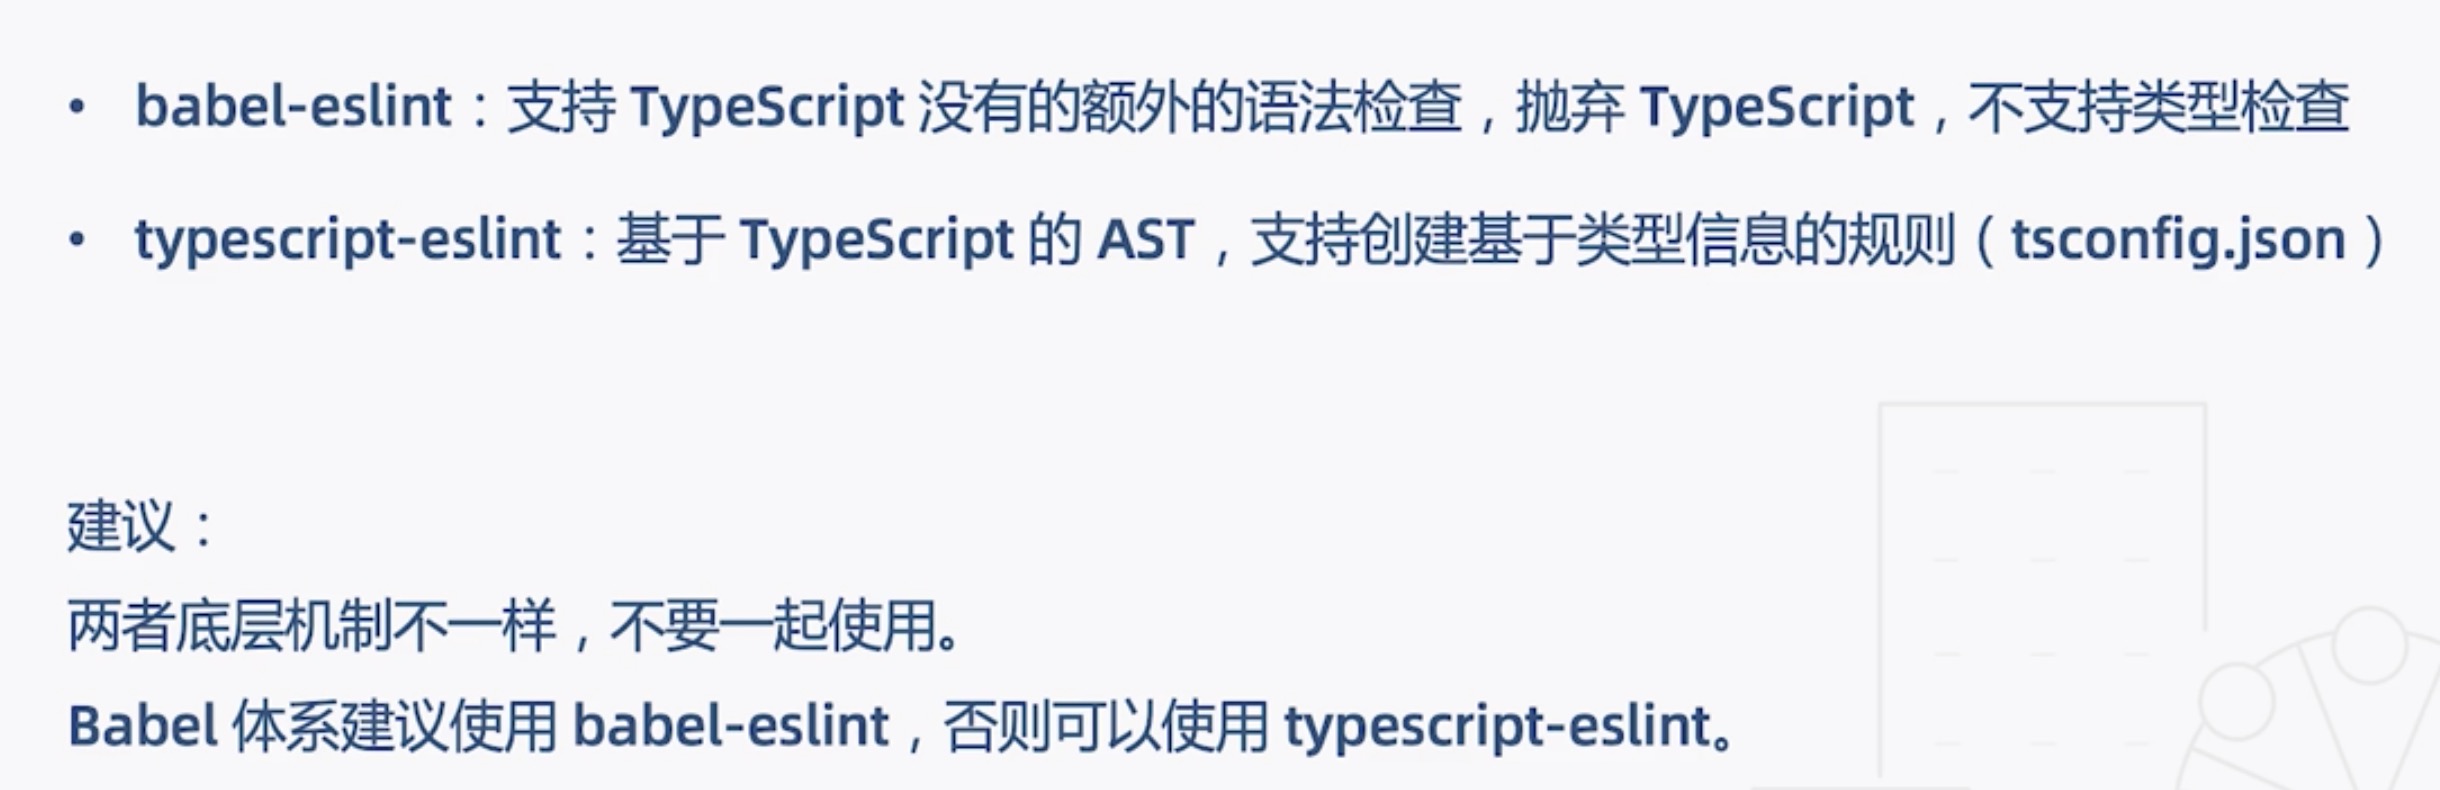 • babel-eslint：支持 TypeScript 没有的额外的语法检查，抛弃 TypeScript，不支持类型检查
• typescript-eslint：基于 TypeScript 的 AST，支持创建基于类型信息的规则（tsconfig.json）
建议：
两者底层机制不一样，不要一起使用。
Babel 体系建议使用 babel-eslint，否则可以使用 typescript-eslint。